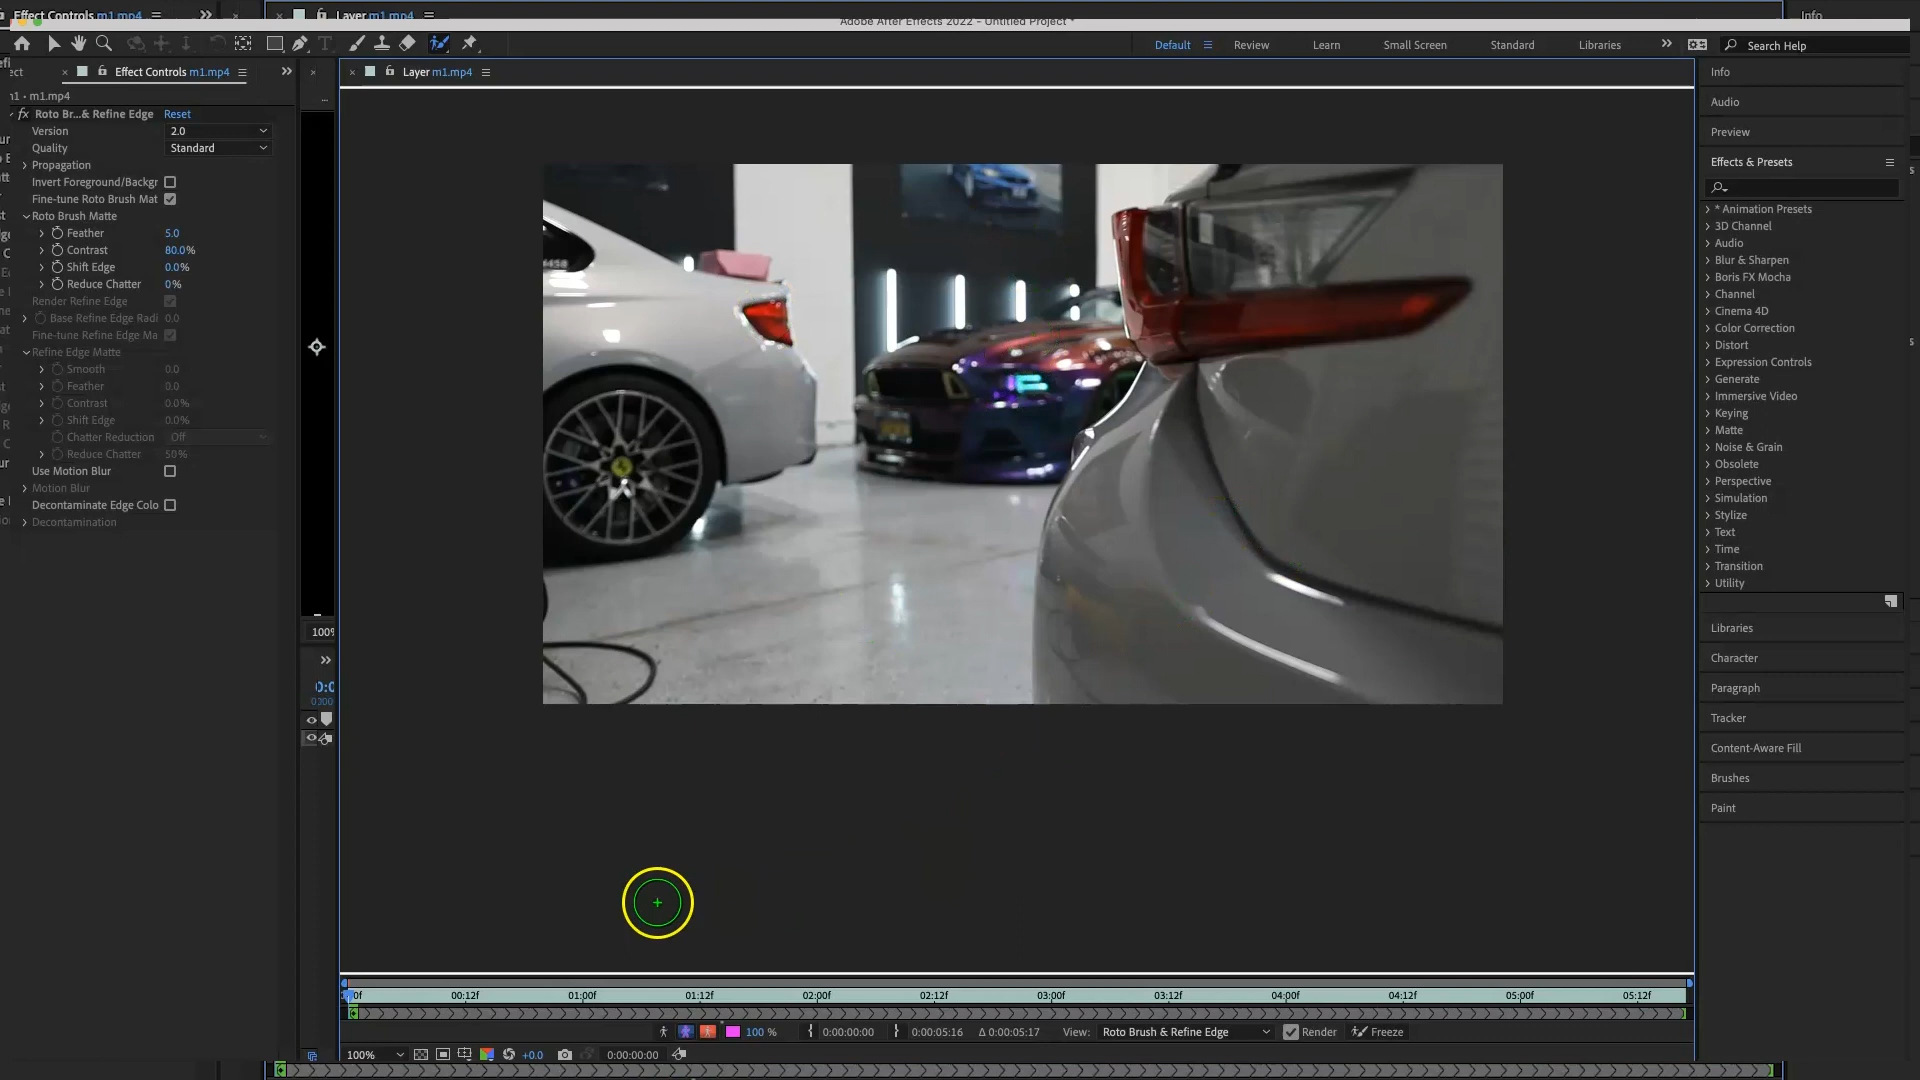 Effect Controls m1.mp4
Layer m1.mp4
Info
Adobe After Effects 2022 - Untitled Project *
Default
Review
Learn
Small Screen
Standard
Libraries
Search Help
Effect Controls m1.mp4
Layer m1.mp4
m1.mp4
fx Roto Br...& Refine Edge Reset
Version 2.0
Quality Standard
Propagation
Invert Foreground/Backgr
Fine-tune Roto Brush Mat
Roto Brush Matte
Feather 5.0
Contrast 80.0%
Shift Edge 0.0%
Reduce Chatter 0%
Render Refine Edge
Base Refine Edge Radi 0.0
Fine-tune Refine Edge Ma
Refine Edge Matte
Smooth 0.0
Feather 0.0
Contrast 0.0%
Shift Edge 0.0%
Chatter Reduction Off
Reduce Chatter 50%
Use Motion Blur
Motion Blur
Decontaminate Edge Colo
Decontamination
...
100%
0:0
Info
Audio
Preview
Effects & Presets
* Animation Presets
3D Channel
Audio
Blur & Sharpen
Boris FX Mocha
Channel
Cinema 4D
Color Correction
Distort
Expression Controls
Generate
Immersive Video
Keying
Matte
Noise & Grain
Obsolete
Perspective
Simulation
Stylize
Text
Time
Transition
Utility
Libraries
Character
Paragraph
Tracker
Content-Aware Fill
Brushes
Paint
00f 00:12f 01:00f 01:12f 02:00f 02:12f 03:00f 03:12f 04:00f 04:12f 05:00f 05:12f
100 % 0:00:00:00 0:00:05:16 Δ 0:00:05:17 View: Roto Brush & Refine Edge Render Freeze
100% +0.0 0:00:00:00